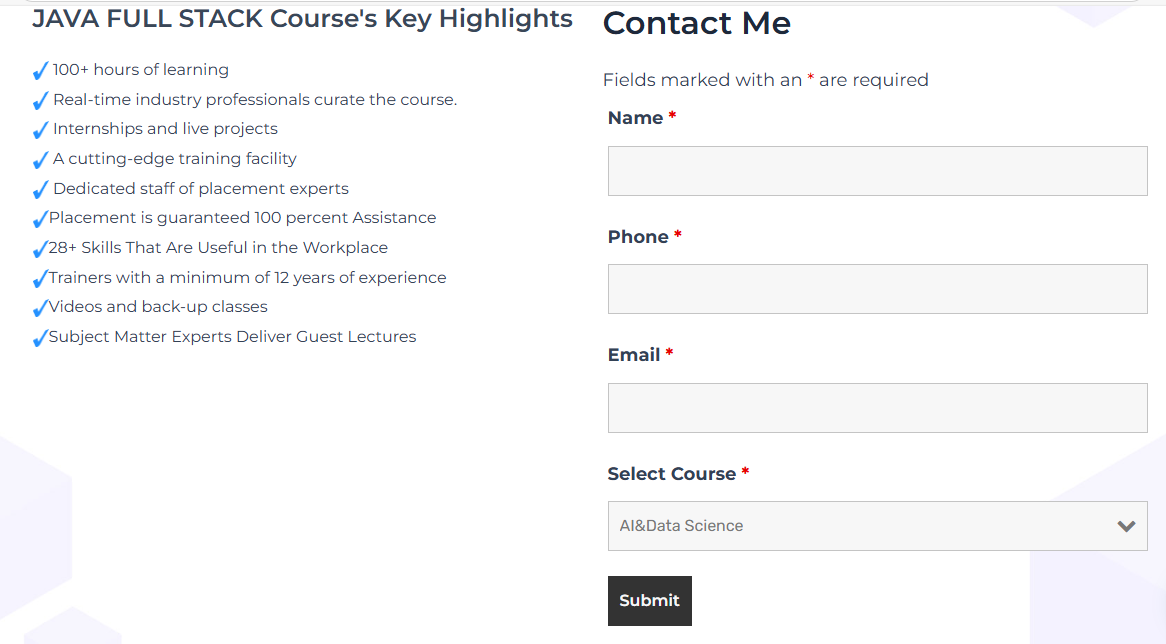 JAVA FULL STACK Course's Key Highlights
100+ hours of learning
Real-time industry professionals curate the course.
Internships and live projects
A cutting-edge training facility
Dedicated staff of placement experts
Placement is guaranteed 100 percent Assistance
28+ Skills That Are Useful in the Workplace
Trainers with a minimum of 12 years of experience
Videos and back-up classes
Subject Matter Experts Deliver Guest Lectures
Contact Me
Fields marked with an * are required
Name *
Phone *
Email *
Select Course *
AI&Data Science
Submit